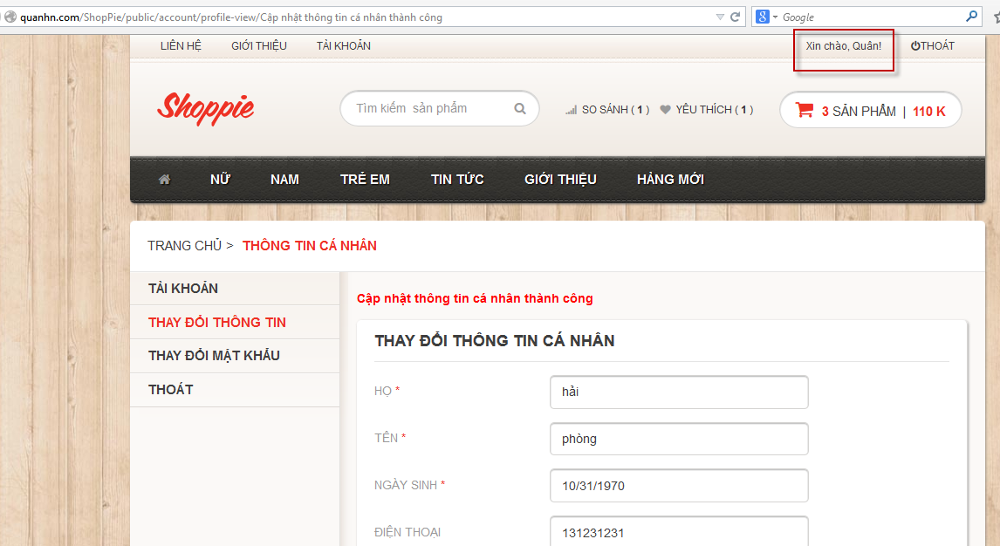 quanhn.com/ShopPie/public/account/profile-view/Cập nhật thông tin cá nhân thành công
Google
LIÊN HỆ GIỚI THIỆU TÀI KHOẢN Xin chào, Quân! THOÁT
Shoppie
Tìm kiếm sản phẩm
SO SÁNH ( 1 ) YÊU THÍCH ( 1 )
3 SẢN PHẨM | 110 K
NỮ NAM TRẺ EM TIN TỨC GIỚI THIỆU HÀNG MỚI
TRANG CHỦ > THÔNG TIN CÁ NHÂN
TÀI KHOẢN
THAY ĐỔI THÔNG TIN
THAY ĐỔI MẬT KHẨU
THOÁT
Cập nhật thông tin cá nhân thành công
THAY ĐỔI THÔNG TIN CÁ NHÂN
HỌ * hải
TÊN * phòng
NGÀY SINH * 10/31/1970
ĐIỆN THOẠI 131231231